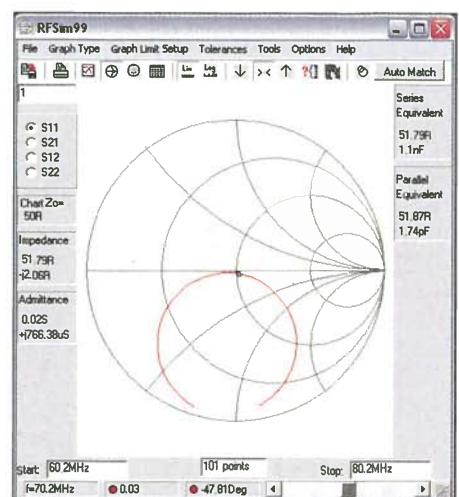 RFSim99
File Graph Type Graph Limit Setup Tolerances Tools Options Help
Lin Log Auto Match
1
S11
S21
S12
S22
Chart Zo=
50R
Impedance
51.79R
-j2.06R
Admittance
0.02S
+j766.38uS
Series
Equivalent
51.79R
1.1nF
Parallel
Equivalent
51.87R
1.74pF
Start: 60.2MHz 101 points Stop: 80.2MHz
f=70.2MHz 0.03 -47.81Deg